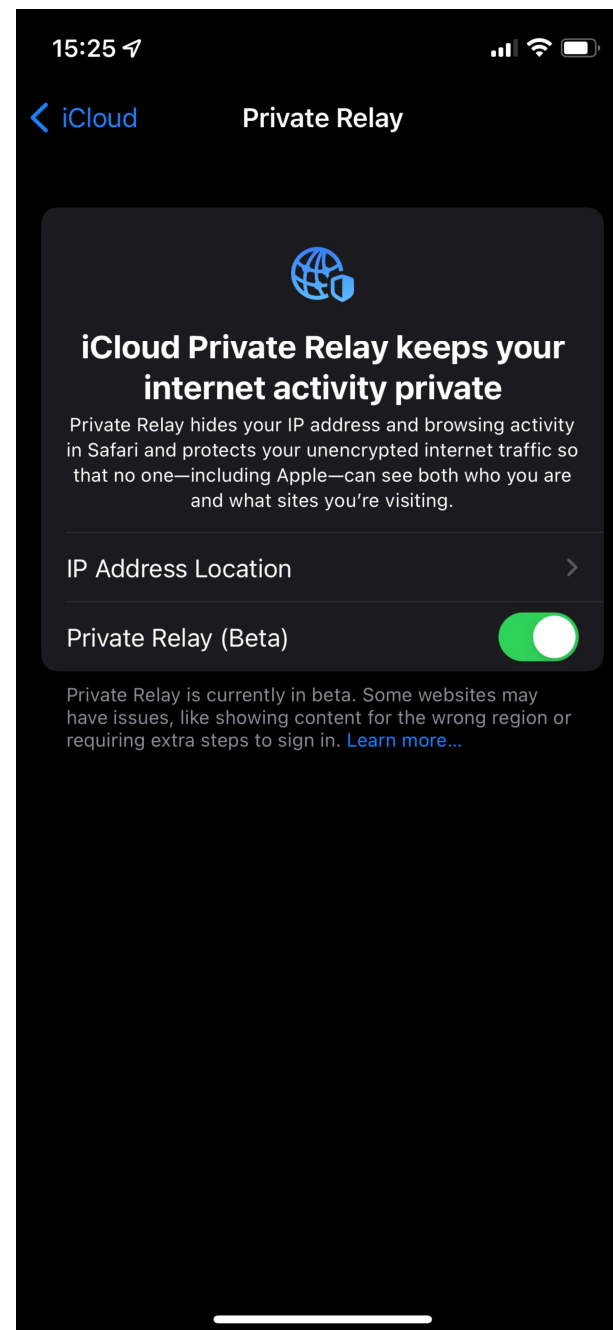 15:25
iCloud
Private Relay
iCloud Private Relay keeps your
internet activity private
Private Relay hides your IP address and browsing activity
in Safari and protects your unencrypted internet traffic so
that no one—including Apple—can see both who you are
and what sites you’re visiting.
IP Address Location
Private Relay (Beta)
Private Relay is currently in beta. Some websites may
have issues, like showing content for the wrong region or
requiring extra steps to sign in. Learn more...